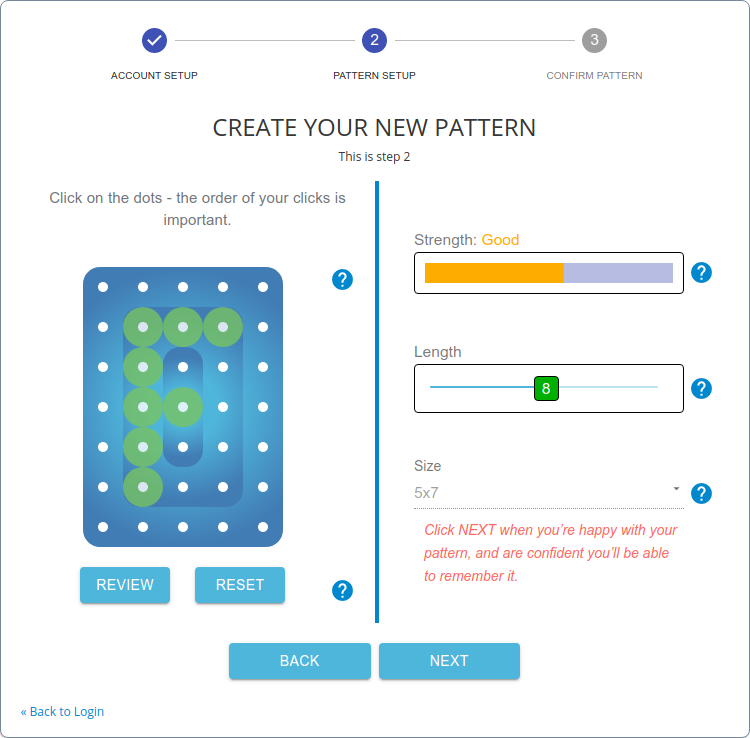 2
3
ACCOUNT SETUP
PATTERN SETUP
CONFIRM PATTERN
CREATE YOUR NEW PATTERN
This is step 2
Click on the dots - the order of your clicks is
important.
?
Strength: Good
?
Length
8
?
Size
5x7
?
Click NEXT when you’re happy with your
pattern, and are confident you’ll be able
to remember it.
REVIEW
RESET
?
BACK
NEXT
« Back to Login